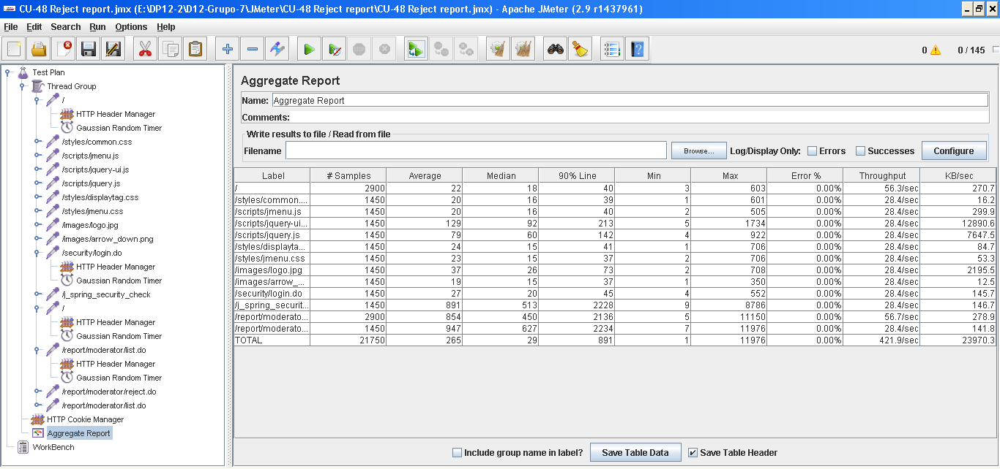 CU-48 Reject report.jmx (E:\DP12-2\D12-Grupo-7\JMeter\CU-48 Reject report\CU-48 Reject report.jmx) - Apache JMeter (2.9 r1437961)
File Edit Search Run Options Help
0 0 / 145
Test Plan
Thread Group
/
HTTP Header Manager
Gaussian Random Timer
/styles/common.css
/scripts/jmenu.js
/scripts/jquery-ui.js
/scripts/jquery.js
/styles/displaytag.css
/styles/jmenu.css
/images/logo.jpg
/images/arrow_down.png
/security/login.do
HTTP Header Manager
Gaussian Random Timer
/j_spring_security_check
/
HTTP Header Manager
Gaussian Random Timer
/report/moderator/list.do
HTTP Header Manager
Gaussian Random Timer
/report/moderator/reject.do
/report/moderator/list.do
HTTP Cookie Manager
Aggregate Report
WorkBench
Aggregate Report
Name: Aggregate Report
Comments:
Write results to file / Read from file
Filename Browse... Log/Display Only: Errors Successes Configure
Label # Samples Average Median 90% Line Min Max Error % Throughput KB/sec
/ 2900 22 18 40 3 603 0.00% 56.3/sec 270.7
/styles/common.... 1450 20 16 39 1 601 0.00% 28.4/sec 16.2
/scripts/jmenu.js 1450 20 16 40 2 505 0.00% 28.4/sec 299.9
/scripts/jquery-ui... 1450 129 92 213 5 1734 0.00% 28.4/sec 12890.6
/scripts/jquery.js 1450 79 60 142 4 922 0.00% 28.4/sec 7647.5
/styles/displayta... 1450 24 15 41 1 706 0.00% 28.4/sec 84.7
/styles/jmenu.css 1450 23 15 37 2 706 0.00% 28.4/sec 53.3
/images/logo.jpg 1450 37 26 73 2 708 0.00% 28.4/sec 2195.5
/images/arrow_... 1450 19 15 37 1 350 0.00% 28.4/sec 12.5
/security/login.do 1450 27 20 45 4 552 0.00% 28.4/sec 145.7
/j_spring_securit... 1450 891 513 2228 9 8786 0.00% 28.4/sec 146.7
/report/moderato... 2900 854 450 2136 5 11150 0.00% 56.7/sec 278.9
/report/moderato... 1450 947 627 2234 7 11976 0.00% 28.4/sec 141.8
TOTAL 21750 265 29 891 1 11976 0.00% 421.9/sec 23970.3
Include group name in label? Save Table Data Save Table Header